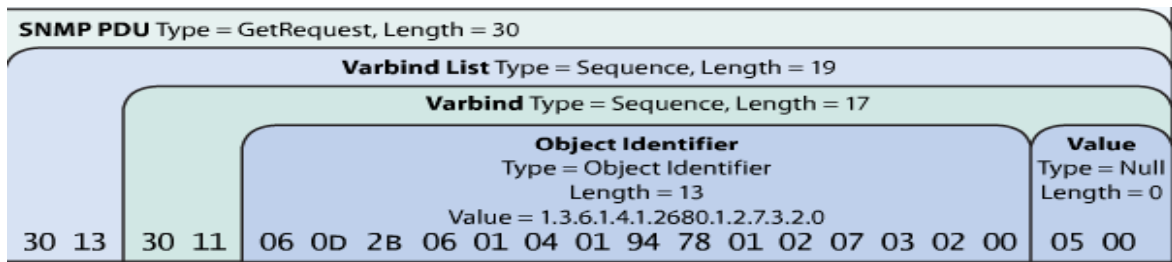 SNMP PDU Type = GetRequest, Length = 30
Varbind List Type = Sequence, Length = 19
Varbind Type = Sequence, Length = 17
Object Identifier
Type = Object Identifier
Length = 13
Value = 1.3.6.1.4.1.2680.1.2.7.3.2.0
Value
Type = Null
Length = 0
30 13 30 11 06 0D 2B 06 01 04 01 94 78 01 02 07 03 02 00 05 00